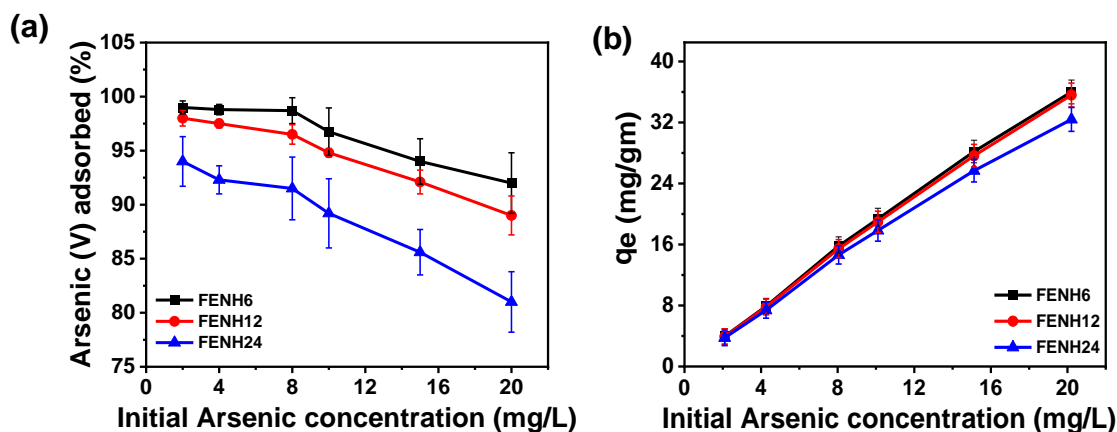 (a)
105
100
95
90
85
80
75
Arsenic (V) adsorbed (%)
FENH6
FENH12
FENH24
0 4 8 12 16 20
Initial Arsenic concentration (mg/L)
(b)
40
32
24
16
8
0
qe (mg/gm)
FENH6
FENH12
FENH24
0 4 8 12 16 20
Initial Arsenic concentration (mg/L)